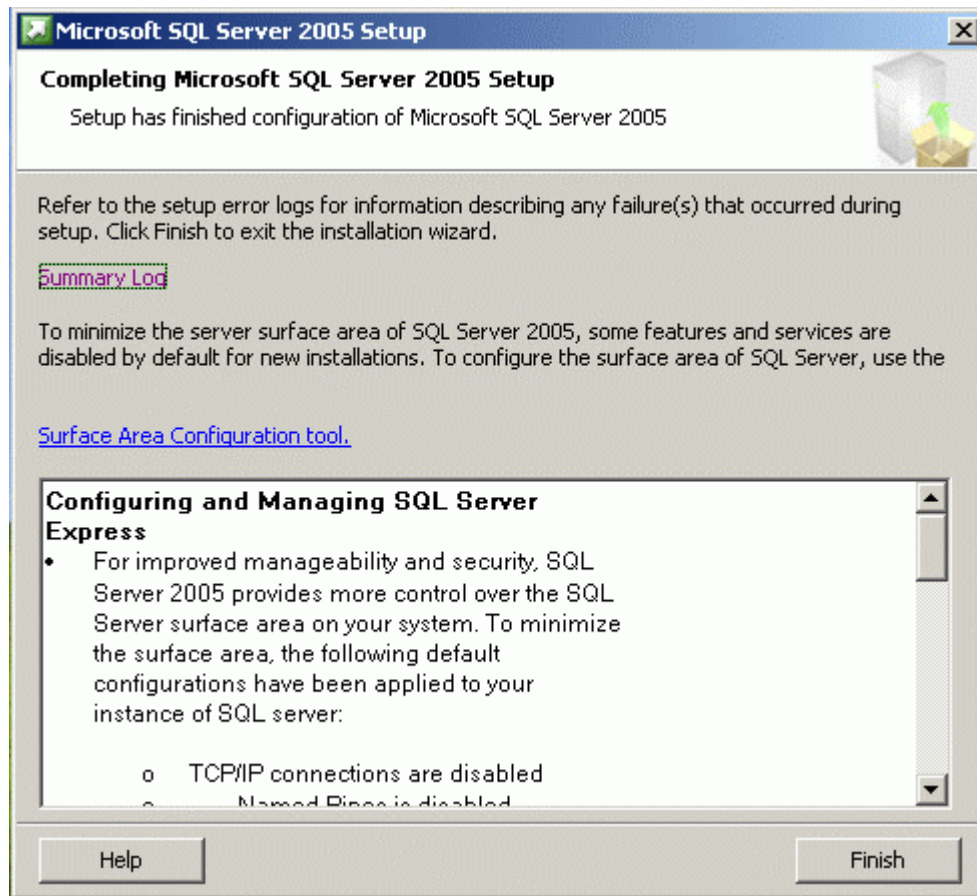 Microsoft SQL Server 2005 Setup
Completing Microsoft SQL Server 2005 Setup
Setup has finished configuration of Microsoft SQL Server 2005
Refer to the setup error logs for information describing any failure(s) that occurred during
setup. Click Finish to exit the installation wizard.
Summary Log
To minimize the server surface area of SQL Server 2005, some features and services are
disabled by default for new installations. To configure the surface area of SQL Server, use the
Surface Area Configuration tool.
Configuring and Managing SQL Server
Express
• For improved manageability and security, SQL
Server 2005 provides more control over the SQL
Server surface area on your system. To minimize
the surface area, the following default
configurations have been applied to your
instance of SQL server:
o TCP/IP connections are disabled
o Named Pipes is disabled
Help
Finish